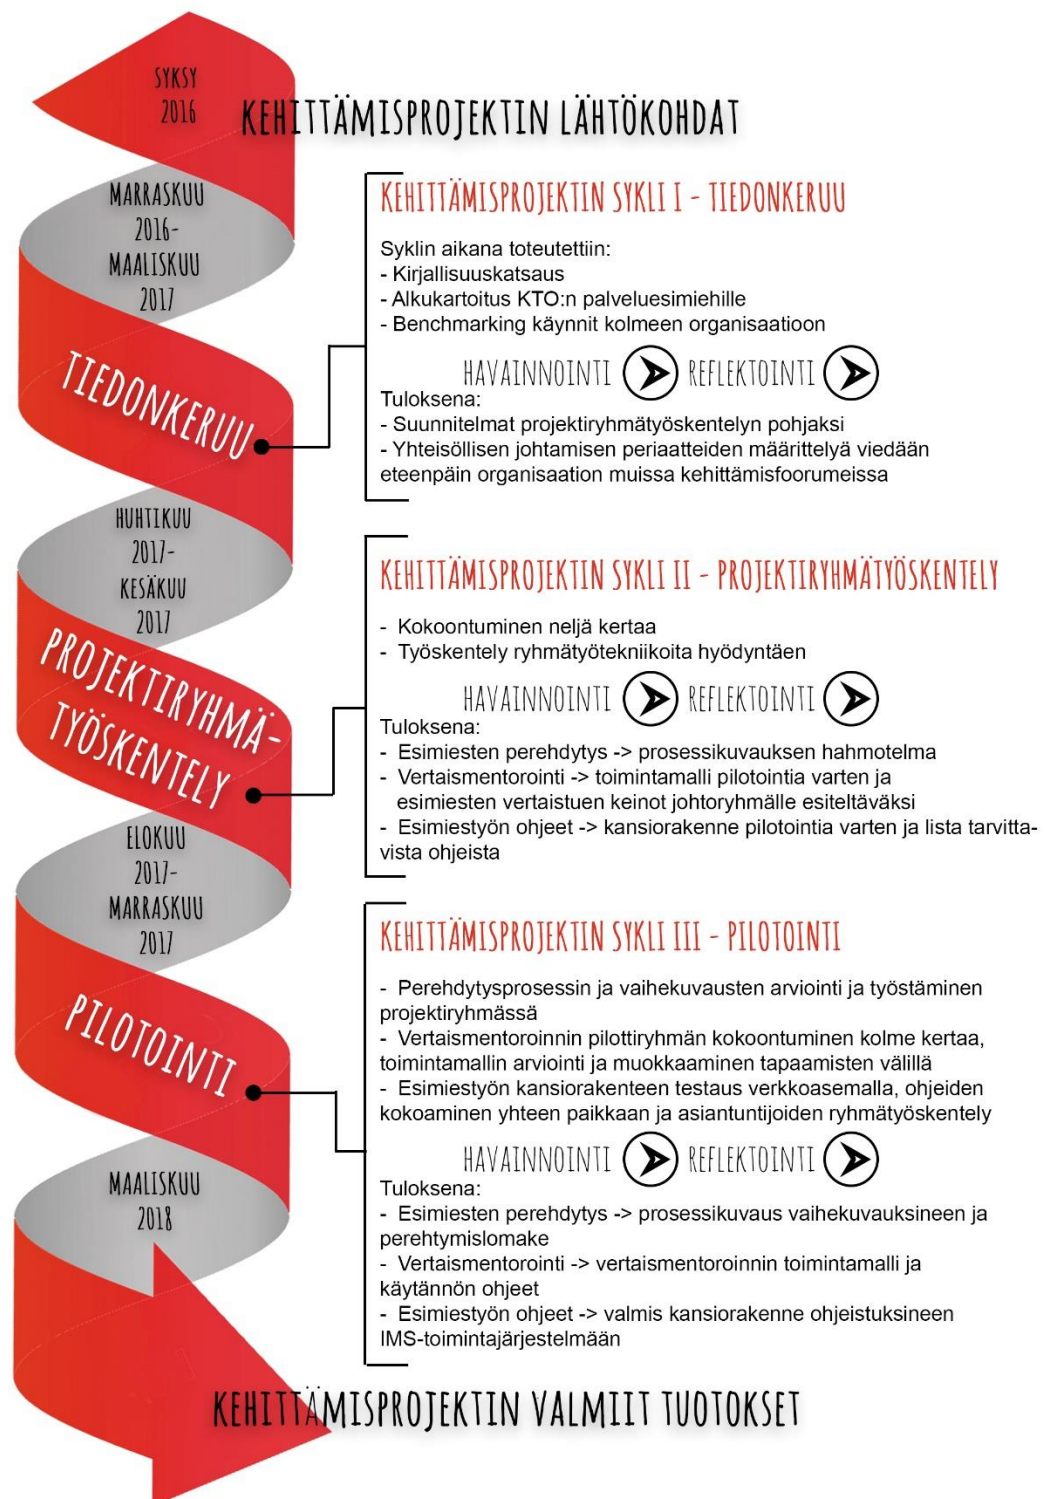 SYKSY
2016
KEHITTÄMISPROJEKTIN LÄHTÖKOHDAT
MARRASKUU
2016-
MAALISKUU
2017
KEHITTÄMISPROJEKTIN SYKLI I - TIEDONKERUU
Syklin aikana toteutettiin:
- Kirjallisuuskatsaus
- Alkukartoitus KTO:n palveluesimiehille
- Benchmarking käynnit kolmeen organisaatioon
HAVAINNOINTI REFLEKTOINTI
Tuloksena:
- Suunnitelmat projektiryhmätyöskentelyn pohjaksi
- Yhteisöllisen johtamisen periaatteiden määrittelyä viedään
eteenpäin organisaation muissa kehittämisfoorumeissa
TIEDONKERUU
HUHTIKUU
2017-
KESÄKUU
2017
KEHITTÄMISPROJEKTIN SYKLI II - PROJEKTIRYHMÄTYÖSKENTELY
- Kokoontuminen neljä kertaa
- Työskentely ryhmätyötekniikoita hyödyntäen
HAVAINNOINTI REFLEKTOINTI
Tuloksena:
- Esimiesten perehdytys -> prosessikuvauksen hahmotelma
- Vertaismentorointi -> toimintamalli pilotointia varten ja
esimiesten vertaistuen keinot johtoryhmälle esiteltäväksi
- Esimiestyön ohjeet -> kansiorakenne pilotointia varten ja lista tarvitta-
vista ohjeista
PROJEKTIRYHMÄ-
TYÖSKENTELY
ELOKUU
2017-
MARRASKUU
2017
KEHITTÄMISPROJEKTIN SYKLI III - PILOTOINTI
- Perehdytysprosessin ja vaihekuvausten arviointi ja työstäminen
projektiryhmässä
- Vertaismentoroinnin pilottiryhmän kokoontuminen kolme kertaa,
toimintamallin arviointi ja muokkaaminen tapaamisten välillä
- Esimiestyön kansiorakenteen testaus verkkoasemalla, ohjeiden
kokoaminen yhteen paikkaan ja asiantuntijoiden ryhmätyöskentely
HAVAINNOINTI REFLEKTOINTI
Tuloksena:
- Esimiesten perehdytys -> prosessikuvaus vaihekuvauksineen ja
perehtymislomake
- Vertaismentorointi -> vertaismentoroinnin toimintamalli ja
käytännön ohjeet
- Esimiestyön ohjeet -> valmis kansiorakenne ohjeistuksineen
IMS-toimintajärjestelmään
PILOTOINTI
MAALISKUU
2018
KEHITTÄMISPROJEKTIN VALMIIT TUOTOKSET